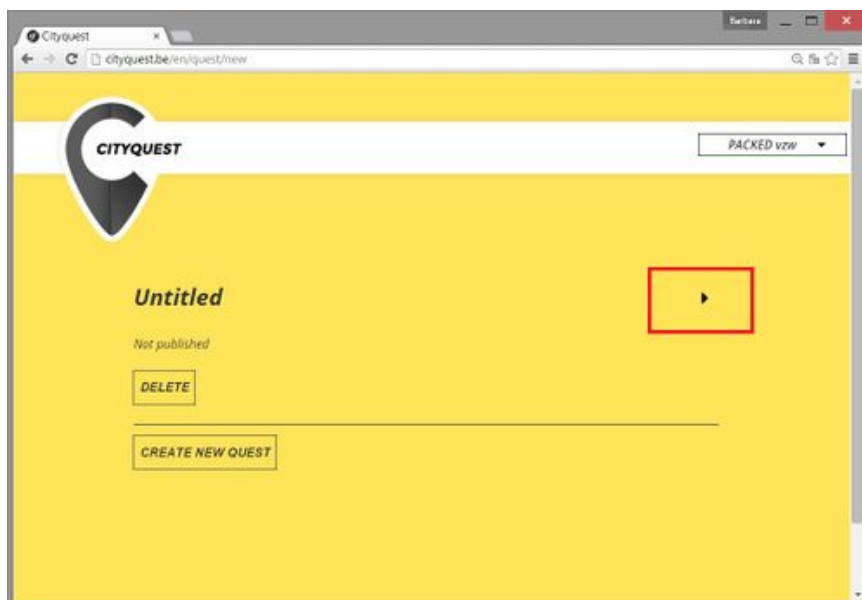 Barbara
Cityquest
cityquest.be/en/quest/new
CITYQUEST
PACKED vzw
Untitled
Not published
DELETE
CREATE NEW QUEST